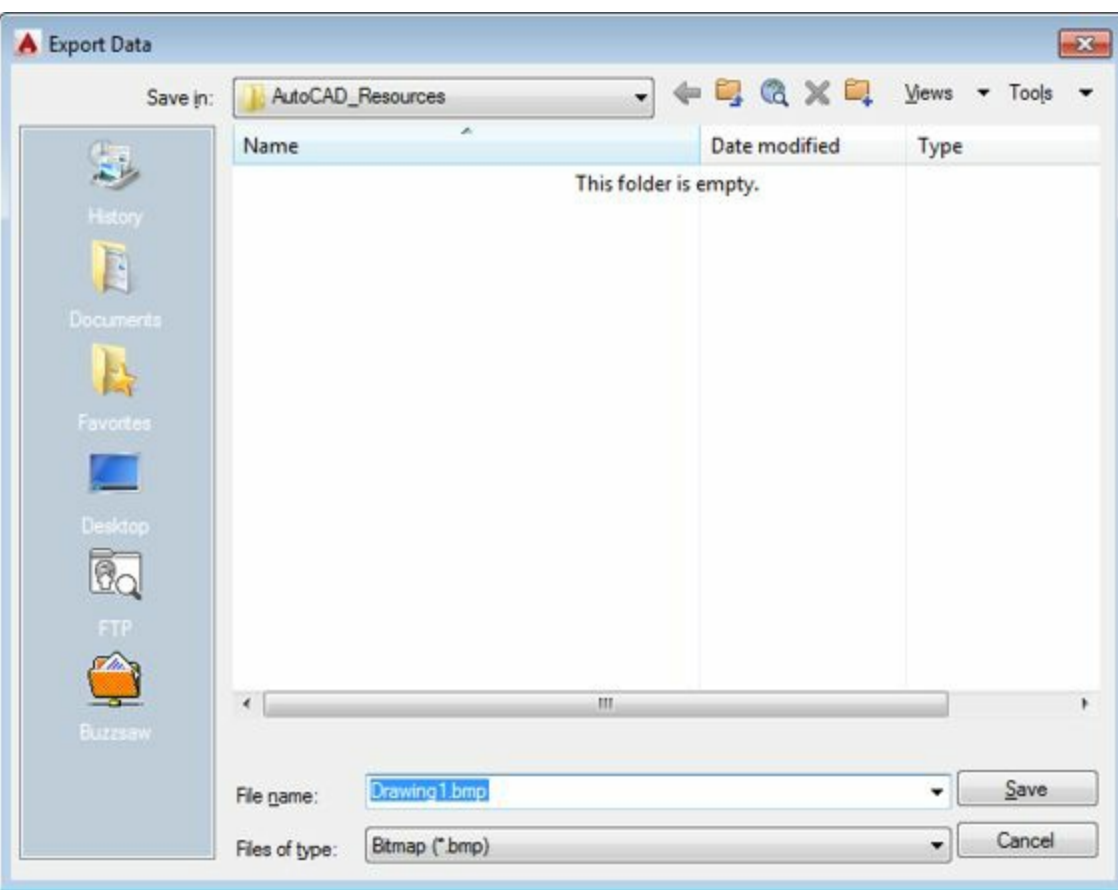 Export Data
Save in: AutoCAD_Resources Views Tools
Name Date modified Type
This folder is empty.
History
Documents
Favorites
Desktop
FTP
Buzzsaw
File name: Drawing1.bmp Save
Files of type: Bitmap (*.bmp) Cancel